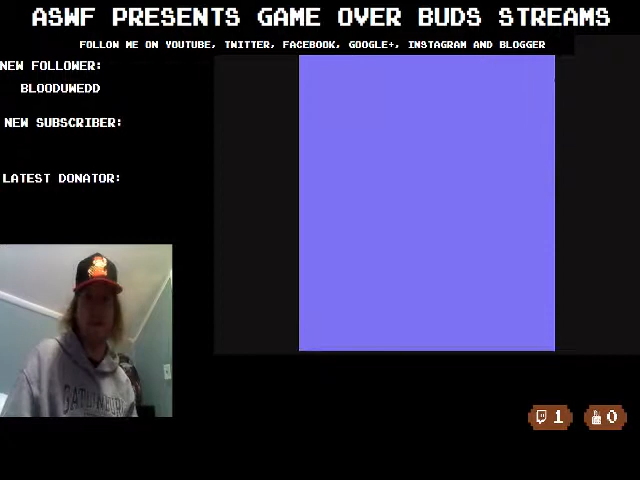 ASWF PRESENTS GAME OVER BUDS STREAMS
FOLLOW ME ON YOUTUBE, TWITTER, FACEBOOK, GOOGLE+, INSTAGRAM AND BLOGGER
NEW FOLLOWER:
BLOODUWEDD
NEW SUBSCRIBER:
LATEST DONATOR:
1
0